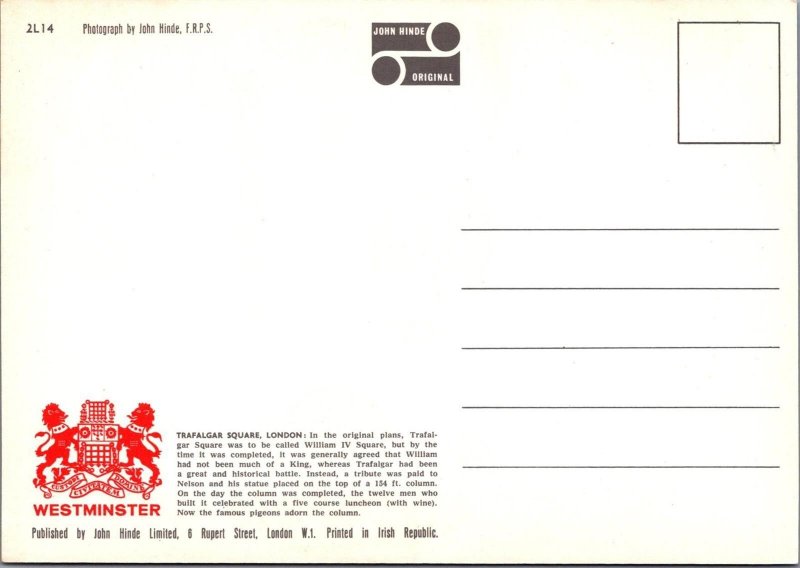 2L14 Photograph by John Hinde, F.R.P.S.
JOHN HINDE
ORIGINAL
TRAFALGAR SQUARE, LONDON: In the original plans, Trafal-
gar Square was to be called William IV Square, but by the
time it was completed, it was generally agreed that William
had not been much of a King, whereas Trafalgar had been
a great and historical battle. Instead, a tribute was paid to
Nelson and his statue placed on the top of a 154 ft. column.
On the day the column was completed, the twelve men who
built it celebrated with a five course luncheon (with wine).
Now the famous pigeons adorn the column.
CUSTODI CIVITATEM DOMINE
WESTMINSTER
Published by John Hinde Limited, 6 Rupert Street, London W.1. Printed in Irish Republic.